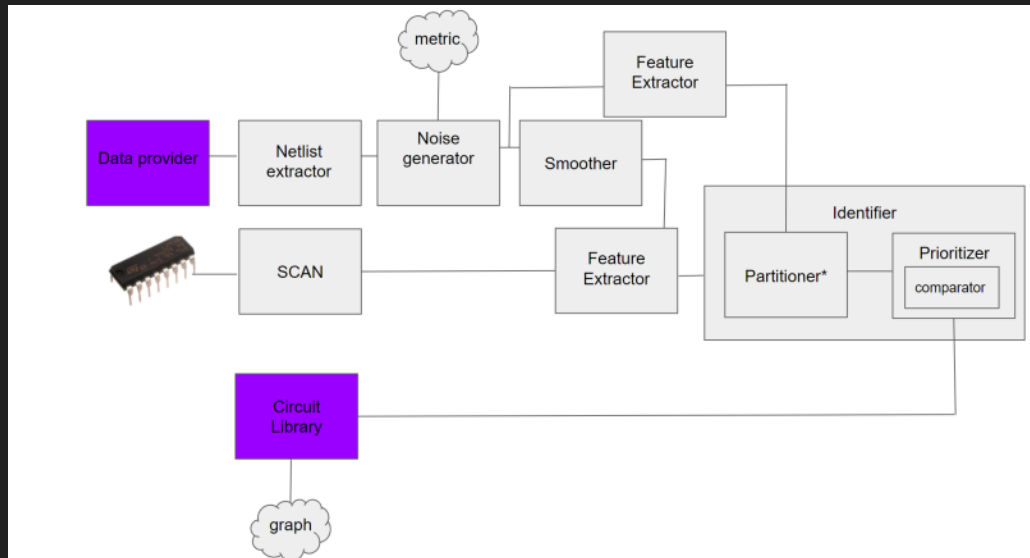 metric
Feature
Extractor
Data provider
Netlist
extractor
Noise
generator
Smoother
Identifier
SCAN
Feature
Extractor
Partitioner*
Prioritizer
comparator
Circuit
Library
graph